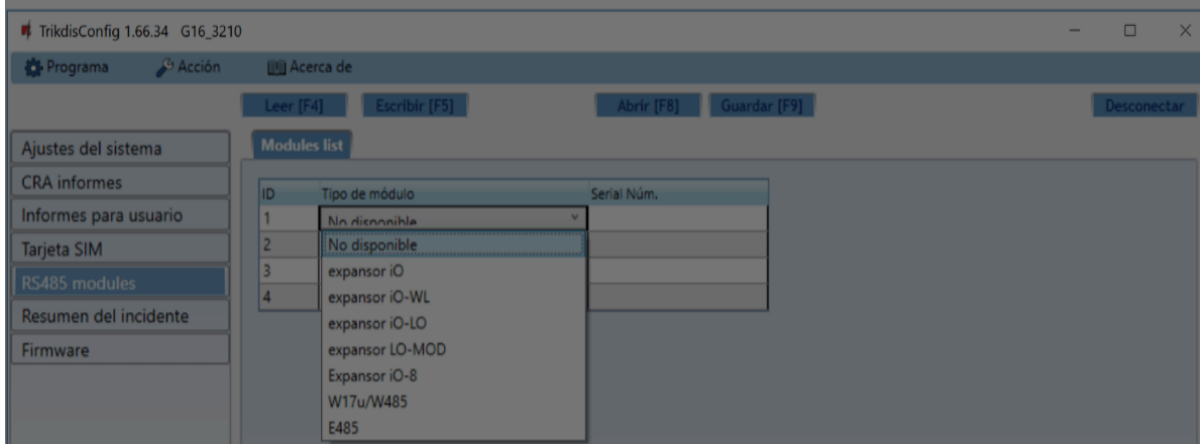 TrikdisConfig 1.66.34 G16_3210
Programa Acción Acerca de
Leer [F4] Escribir [F5] Abrir [F8] Guardar [F9] Desconectar
Ajustes del sistema
CRA informes
Informes para usuario
Tarjeta SIM
RS485 modules
Resumen del incidente
Firmware
Modules list
ID Tipo de módulo Serial Núm.
1 No disponible
2
3
4
No disponible
expansor iO
expansor iO-WL
expansor iO-LO
expansor LO-MOD
Expansor iO-8
W17u/W485
E485